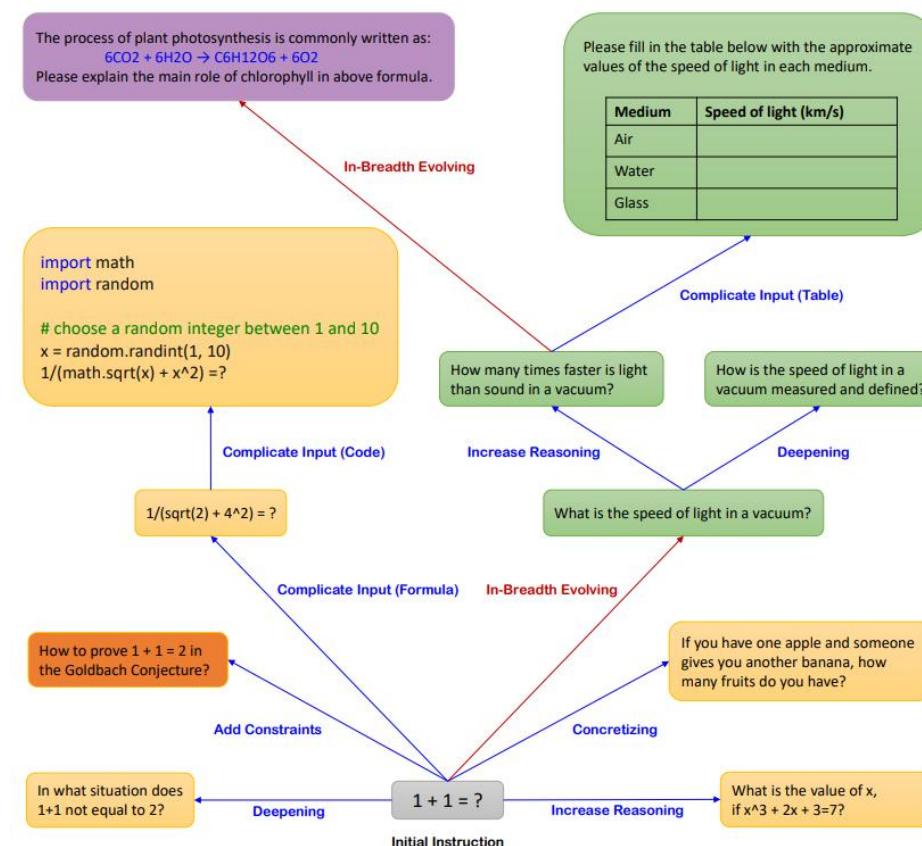 The process of plant photosynthesis is commonly written as:
6CO2 + 6H2O → C6H12O6 + 6O2
Please explain the main role of chlorophyll in above formula.
Please fill in the table below with the approximate
values of the speed of light in each medium.
Medium Speed of light (km/s)
Air
Water
Glass
In-Breadth Evolving
import math
import random
# choose a random integer between 1 and 10
x = random.randint(1, 10)
1/(math.sqrt(x) + x^2) =?
Complicate Input (Table)
How many times faster is light
than sound in a vacuum?
How is the speed of light in a
vacuum measured and defined?
Complicate Input (Code)
Increase Reasoning
Deepening
1/(sqrt(2) + 4^2) = ?
What is the speed of light in a vacuum?
Complicate Input (Formula)
In-Breadth Evolving
How to prove 1 + 1 = 2 in
the Goldbach Conjecture?
If you have one apple and someone
gives you another banana, how
many fruits do you have?
Add Constraints
Concretizing
In what situation does
1+1 not equal to 2?
Deepening
1 + 1 = ?
Increase Reasoning
What is the value of x,
if x^3 + 2x + 3=7?
Initial Instruction